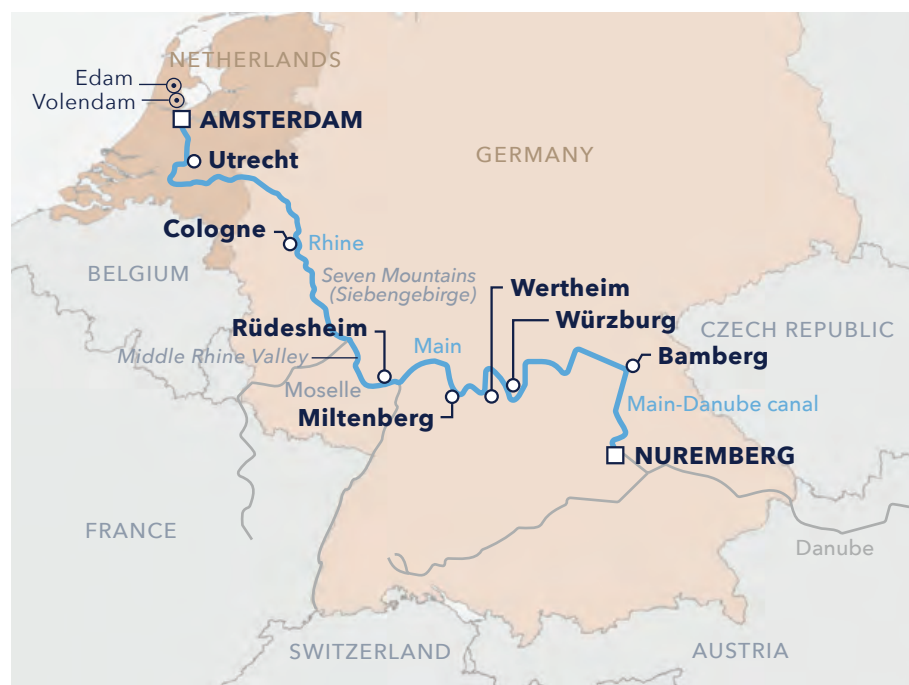 NETHERLANDS
Edam
Volendam
AMSTERDAM
Utrecht
GERMANY
Cologne
Rhine
BELGIUM
Seven Mountains
(Siebengebirge)
Wertheim
Würzburg
Rüdesheim
CZECH REPUBLIC
Main
Middle Rhine Valley
Bamberg
Moselle
Miltenberg
Main-Danube canal
NUREMBERG
FRANCE
Danube
SWITZERLAND
AUSTRIA